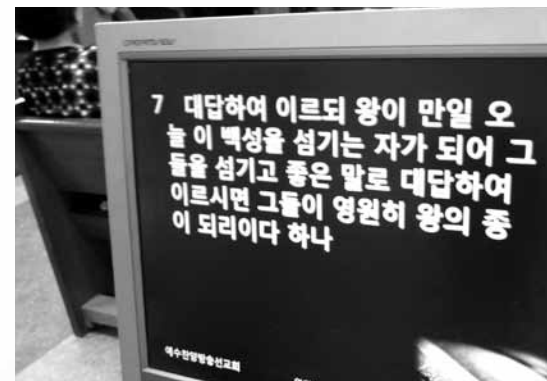 7 대답하여 이르되 왕이 만일 오
늘 이 백성을 섬기는 자가 되어 그
들을 섬기고 좋은 말로 대답하여
이르시면 그들이 영원히 왕의 종
이 되리이다 하나
예수찬양방송선교회